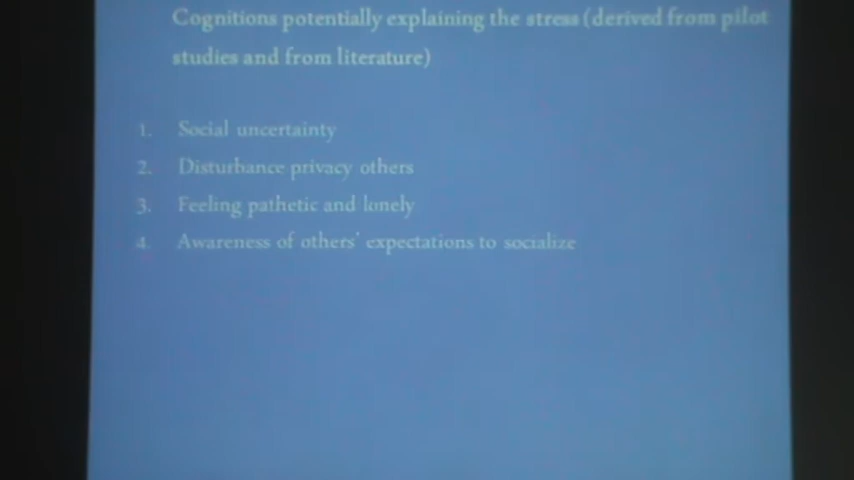 Cognitions potentially explaining the stress (derived from pilot
studies and from literature)
1. Social uncertainty
2. Disturbance privacy others
3. Feeling pathetic and lonely
4. Awareness of others' expectations to socialize